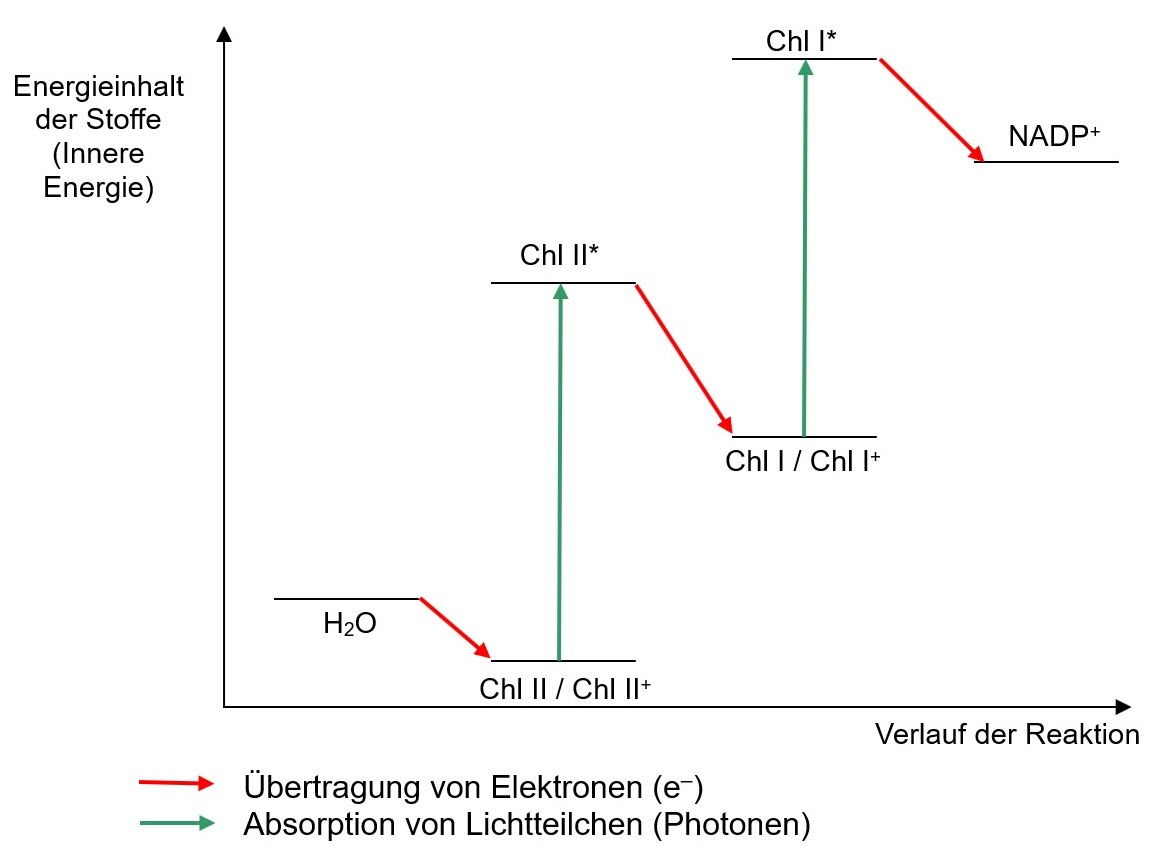 Chl I*
Energieinhalt
der Stoffe
(Innere
Energie)
NADP⁺
Chl II*
Chl I / Chl I⁺
H₂O
Chl II / Chl II⁺
Verlauf der Reaktion
Übertragung von Elektronen (e⁻)
Absorption von Lichtteilchen (Photonen)